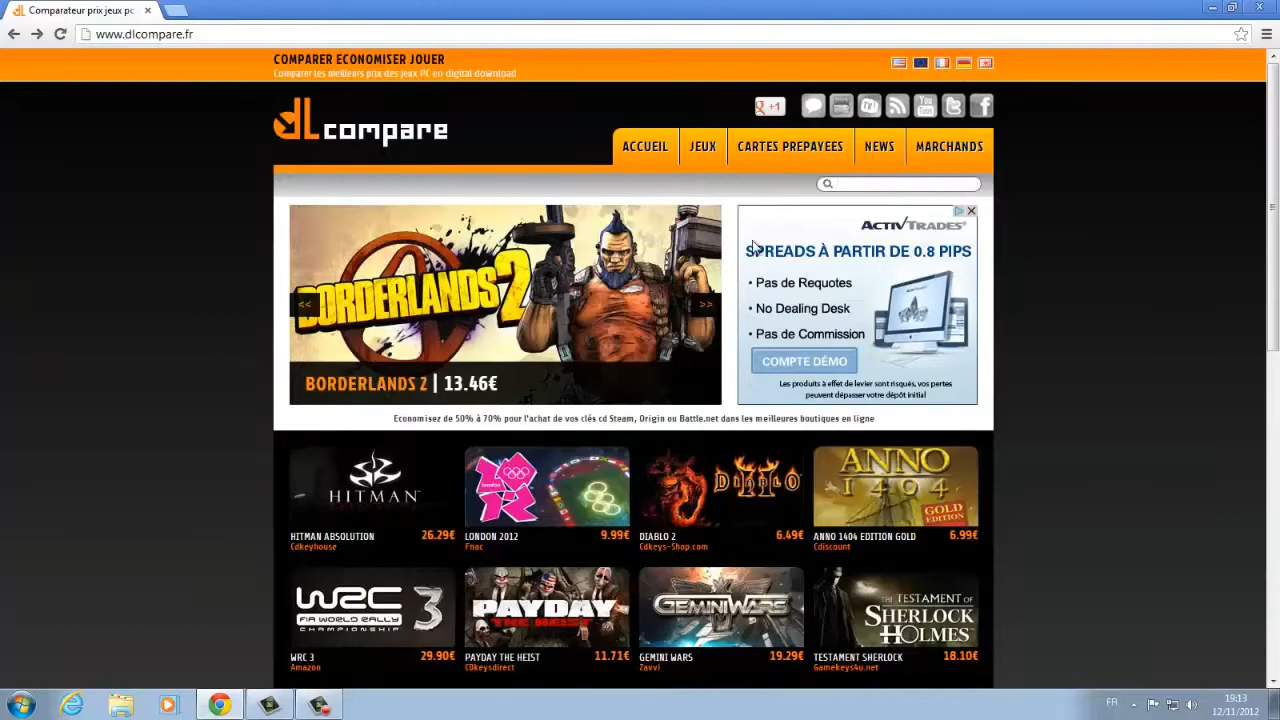 Comparateur prix jeux pc
www.dlcompare.fr
COMPARER ECONOMISER JOUER
Comparer les meilleurs prix des jeux PC en digital download
dL compare
g +1
You Tube
ACCUEIL JEUX CARTES PREPAYEES NEWS MARCHANDS
BORDERLANDS 2
<< >>
BORDERLANDS 2 | 13.46€
ACTIVTRADES
SPREADS À PARTIR DE 0.8 PIPS
• Pas de Requotes
• No Dealing Desk
• Pas de Commission
COMPTE DÉMO
Les produits à effet de levier sont risqués, vos pertes
peuvent dépasser votre dépôt initial
Economisez de 50% à 70% pour l'achat de vos clés cd Steam, Origin ou Battle.net dans les meilleures boutiques en ligne
HITMAN
london
DIABLO II
ANNO
1404
GOLD
EDITION
HITMAN ABSOLUTION 26.29€
Cdkeyhouse
LONDON 2012 9.99€
Fnac
DIABLO 2 6.49€
Cdkeys-Shop.com
ANNO 1404 EDITION GOLD 6.99€
Cdiscount
WRC 3
FIA WORLD RALLY
CHAMPIONSHIP
PAYDAY
THE HEIST
GEMINI WARS
THE TESTAMENT OF
SHERLOCK
HOLMES
WRC 3 29.90€
Amazon
PAYDAY THE HEIST 11.71€
CDkeysdirect
GEMINI WARS 19.29€
Zavvi
TESTAMENT SHERLOCK 18.10€
Gamekeys4u.net
FR
19:13
12/11/2012